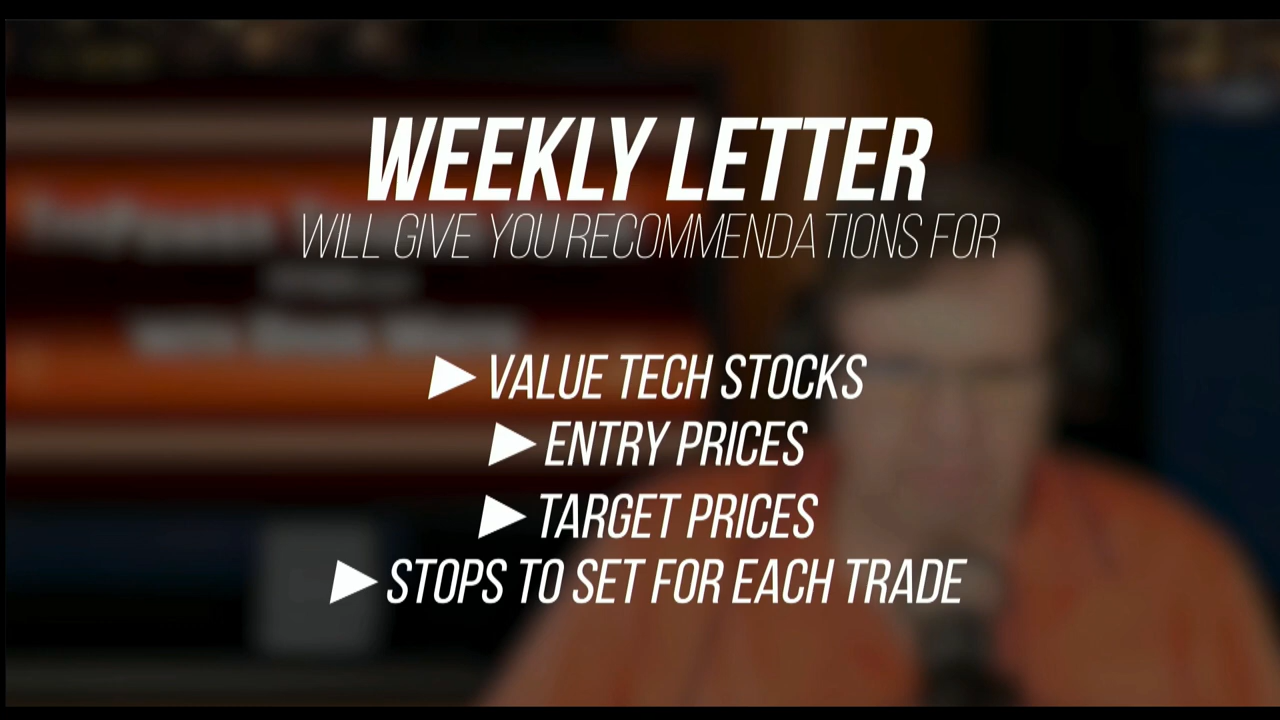 WEEKLY LETTER
WILL GIVE YOU RECOMMENDATIONS FOR
▶ VALUE TECH STOCKS
▶ ENTRY PRICES
▶ TARGET PRICES
▶ STOPS TO SET FOR EACH TRADE